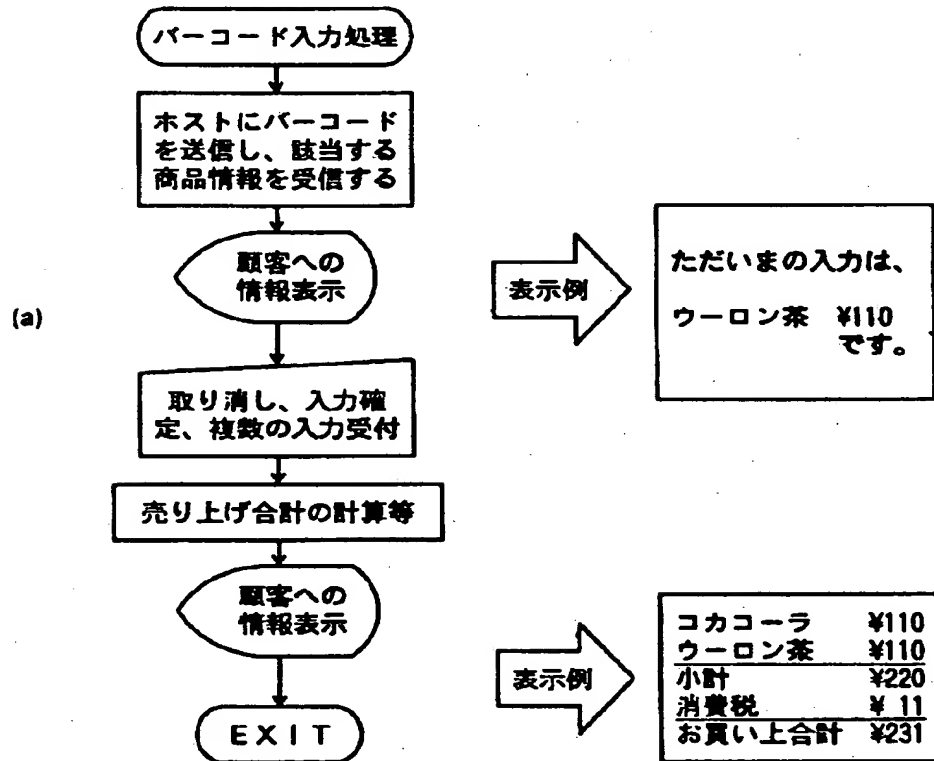 バーコード入力処理
ホストにバーコード
を送信し、該当する
商品情報を受信する
顧客への
情報表示
表示例
ただいまの入力は、
ウーロン茶 ¥110
です。
(a)
取り消し、入力確
定、複数の入力受付
売り上げ合計の計算等
顧客への
情報表示
表示例
コカコーラ ¥110
ウーロン茶 ¥110
小計 ¥220
消費税 ¥ 11
お買い上合計 ¥231
EXIT